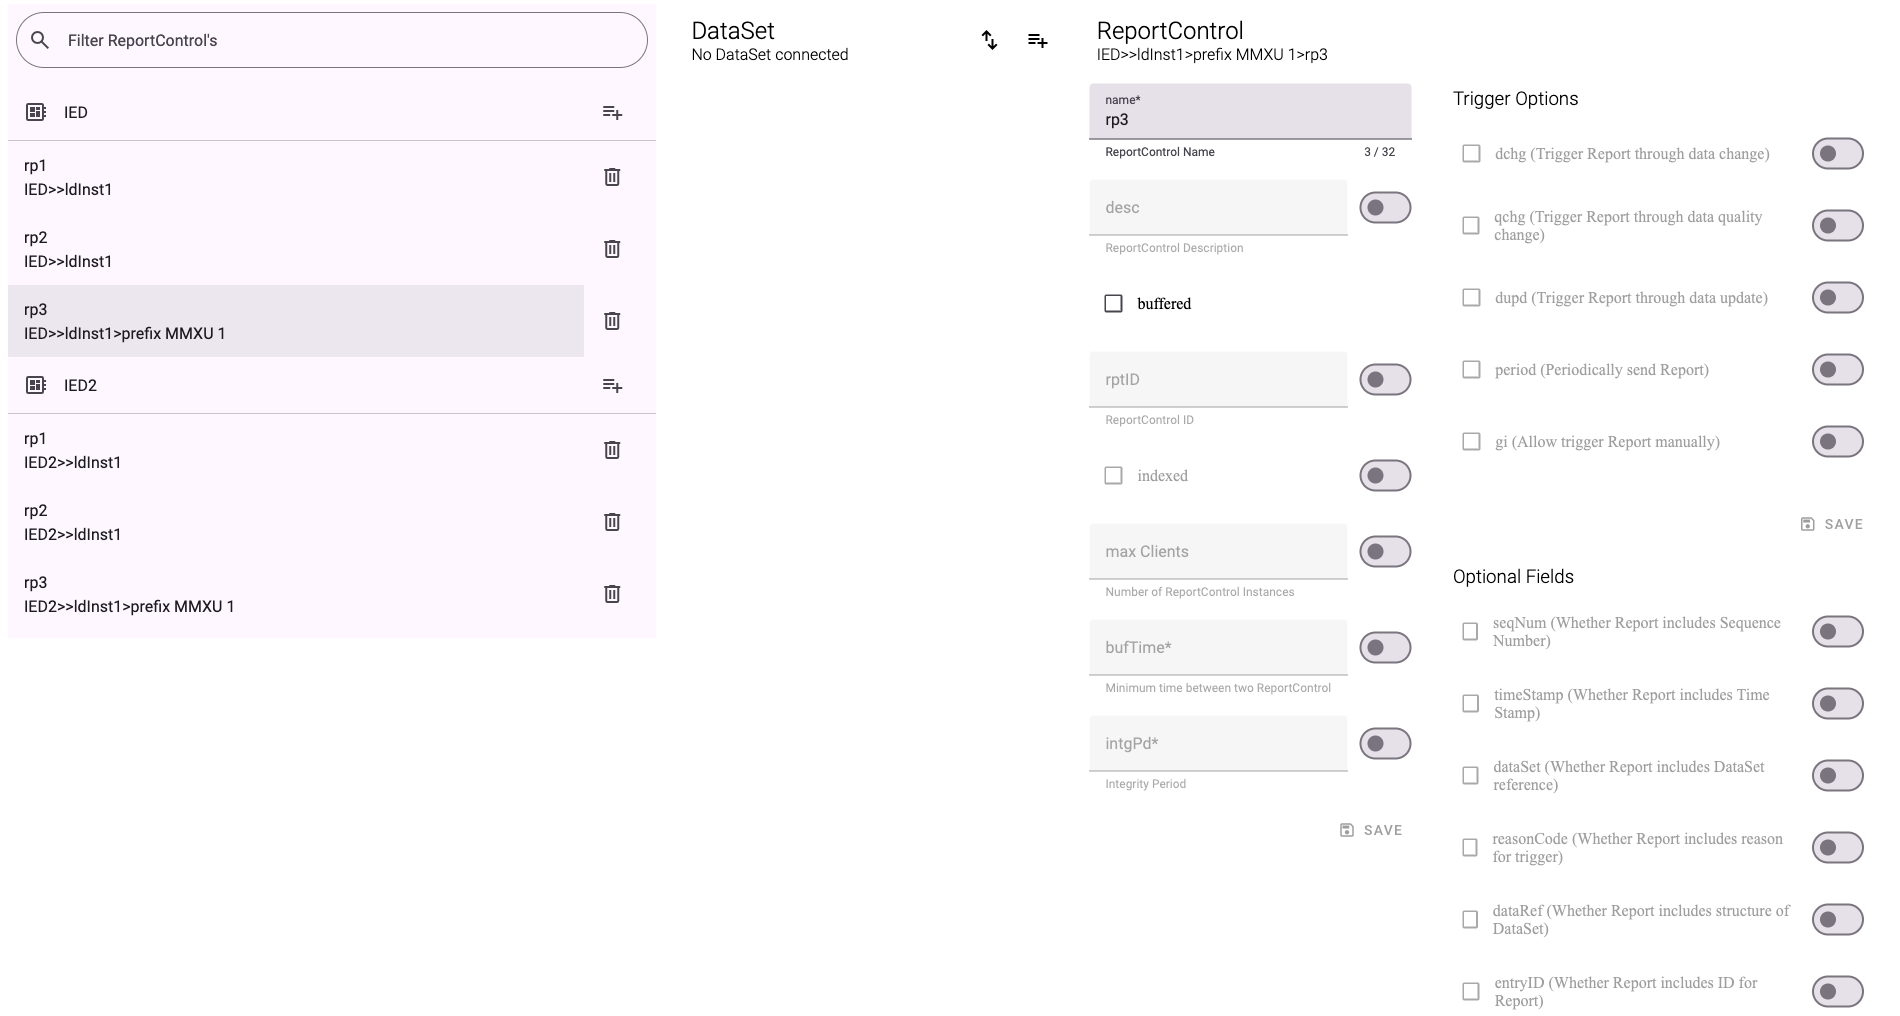 Filter ReportControl's
IED
rp1
IED>>ldInst1
rp2
IED>>ldInst1
rp3
IED>>ldInst1>prefix MMXU 1
IED2
rp1
IED2>>ldInst1
rp2
IED2>>ldInst1
rp3
IED2>>ldInst1>prefix MMXU 1
DataSet
No DataSet connected
ReportControl
IED>>ldInst1>prefix MMXU 1>rp3
name*
rp3
ReportControl Name 3 / 32
desc
ReportControl Description
buffered
rptID
ReportControl ID
indexed
max Clients
Number of ReportControl Instances
bufTime*
Minimum time between two ReportControl
intgPd*
Integrity Period
SAVE
Trigger Options
dchg (Trigger Report through data change)
qchg (Trigger Report through data quality
change)
dupd (Trigger Report through data update)
period (Periodically send Report)
gi (Allow trigger Report manually)
SAVE
Optional Fields
seqNum (Whether Report includes Sequence
Number)
timeStamp (Whether Report includes Time
Stamp)
dataSet (Whether Report includes DataSet
reference)
reasonCode (Whether Report includes reason
for trigger)
dataRef (Whether Report includes structure of
DataSet)
entryID (Whether Report includes ID for
Report)